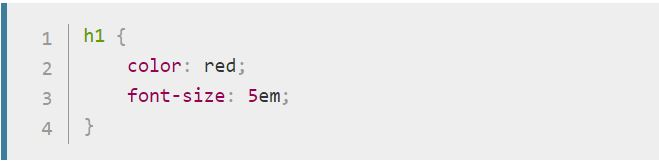 1 h1 {
2 color: red;
3 font-size: 5em;
4 }